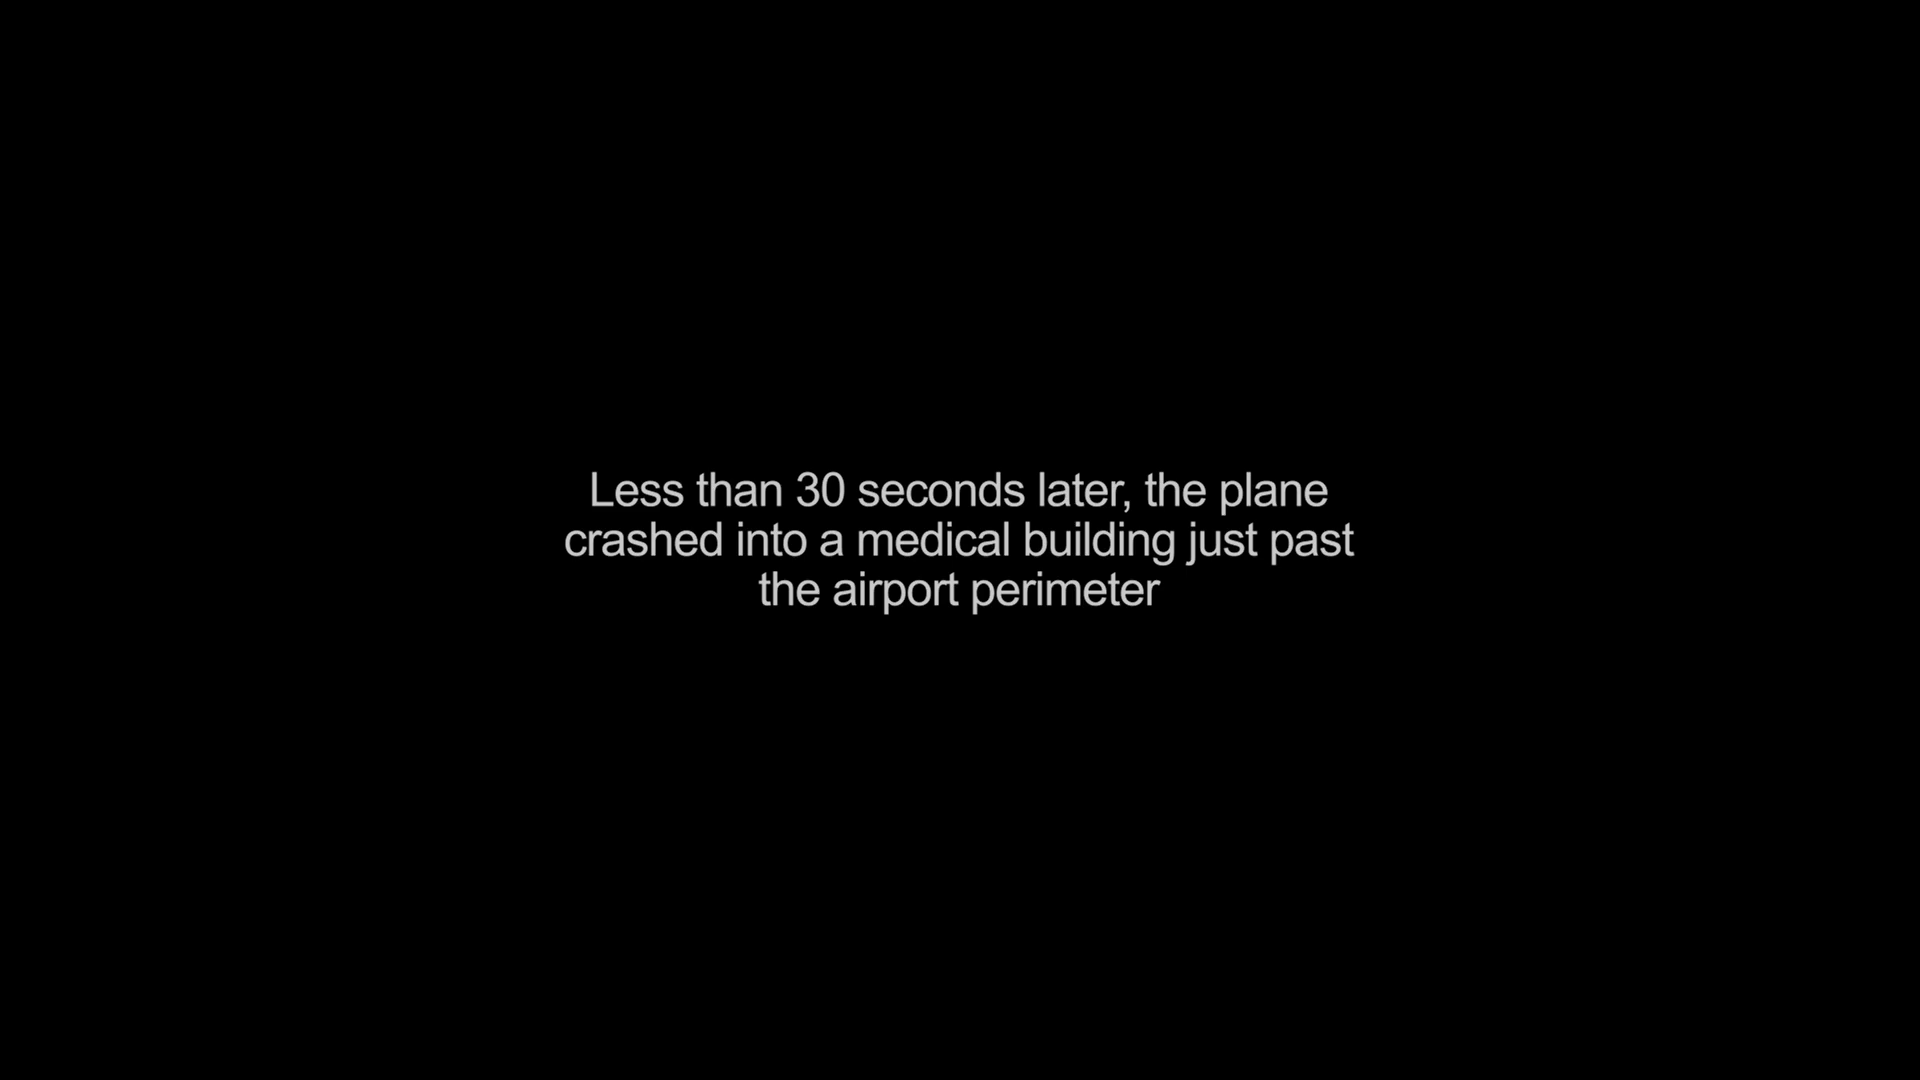 Less than 30 seconds later, the plane
crashed into a medical building just past
the airport perimeter